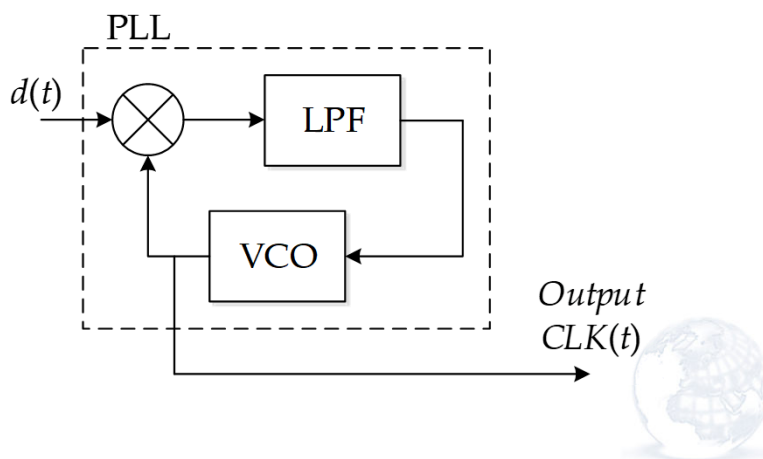 PLL
d(t)
LPF
VCO
Output
CLK(t)